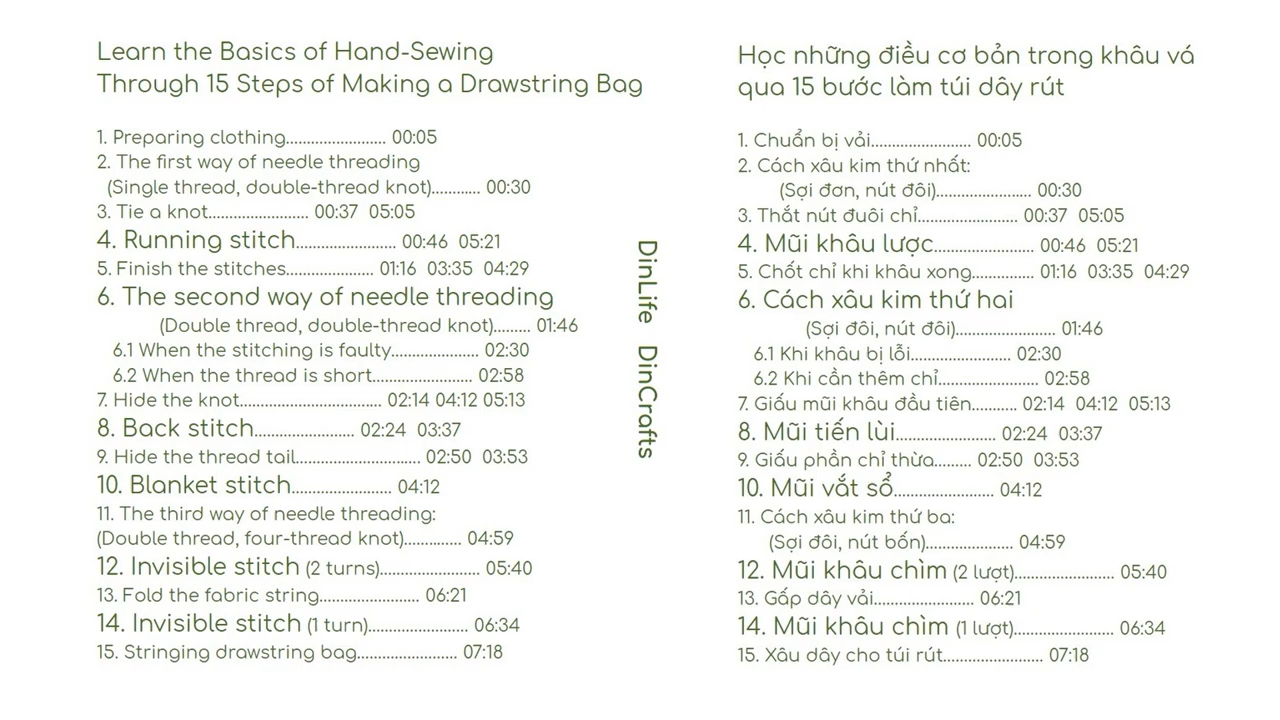 Learn the Basics of Hand-Sewing
Through 15 Steps of Making a Drawstring Bag
1. Preparing clothing....................... 00:05
2. The first way of needle threading
(Single thread, double-thread knot)........... 00:30
3. Tie a knot....................... 00:37 05:05
4. Running stitch....................... 00:46 05:21
5. Finish the stitches.................... 01:16 03:35 04:29
6. The second way of needle threading
(Double thread, double-thread knot)......... 01:46
6.1 When the stitching is faulty.................... 02:30
6.2 When the thread is short....................... 02:58
7. Hide the knot................................ 02:14 04:12 05:13
8. Back stitch....................... 02:24 03:37
9. Hide the thread tail............................. 02:50 03:53
10. Blanket stitch....................... 04:12
11. The third way of needle threading:
(Double thread, four-thread knot)............. 04:59
12. Invisible stitch (2 turns)....................... 05:40
13. Fold the fabric string....................... 06:21
14. Invisible stitch (1 turn)....................... 06:34
15. Stringing drawstring bag....................... 07:18
DinLife DinCrafts
Học những điều cơ bản trong khâu vá
qua 15 bước làm túi dây rút
1. Chuẩn bị vải....................... 00:05
2. Cách xâu kim thứ nhất:
(Sợi đơn, nút đôi)...................... 00:30
3. Thắt nút đuôi chỉ....................... 00:37 05:05
4. Mũi khâu lược....................... 00:46 05:21
5. Chốt chỉ khi khâu xong.............. 01:16 03:35 04:29
6. Cách xâu kim thứ hai
(Sợi đôi, nút đôi)....................... 01:46
6.1 Khi khâu bị lỗi....................... 02:30
6.2 Khi cần thêm chỉ....................... 02:58
7. Giấu mũi khâu đầu tiên.......... 02:14 04:12 05:13
8. Mũi tiến lùi....................... 02:24 03:37
9. Giấu phần chỉ thừa......... 02:50 03:53
10. Mũi vắt sổ....................... 04:12
11. Cách xâu kim thứ ba:
(Sợi đôi, nút bốn).................... 04:59
12. Mũi khâu chìm (2 lượt)....................... 05:40
13. Gấp dây vải....................... 06:21
14. Mũi khâu chìm (1 lượt)....................... 06:34
15. Xâu dây cho túi rút....................... 07:18